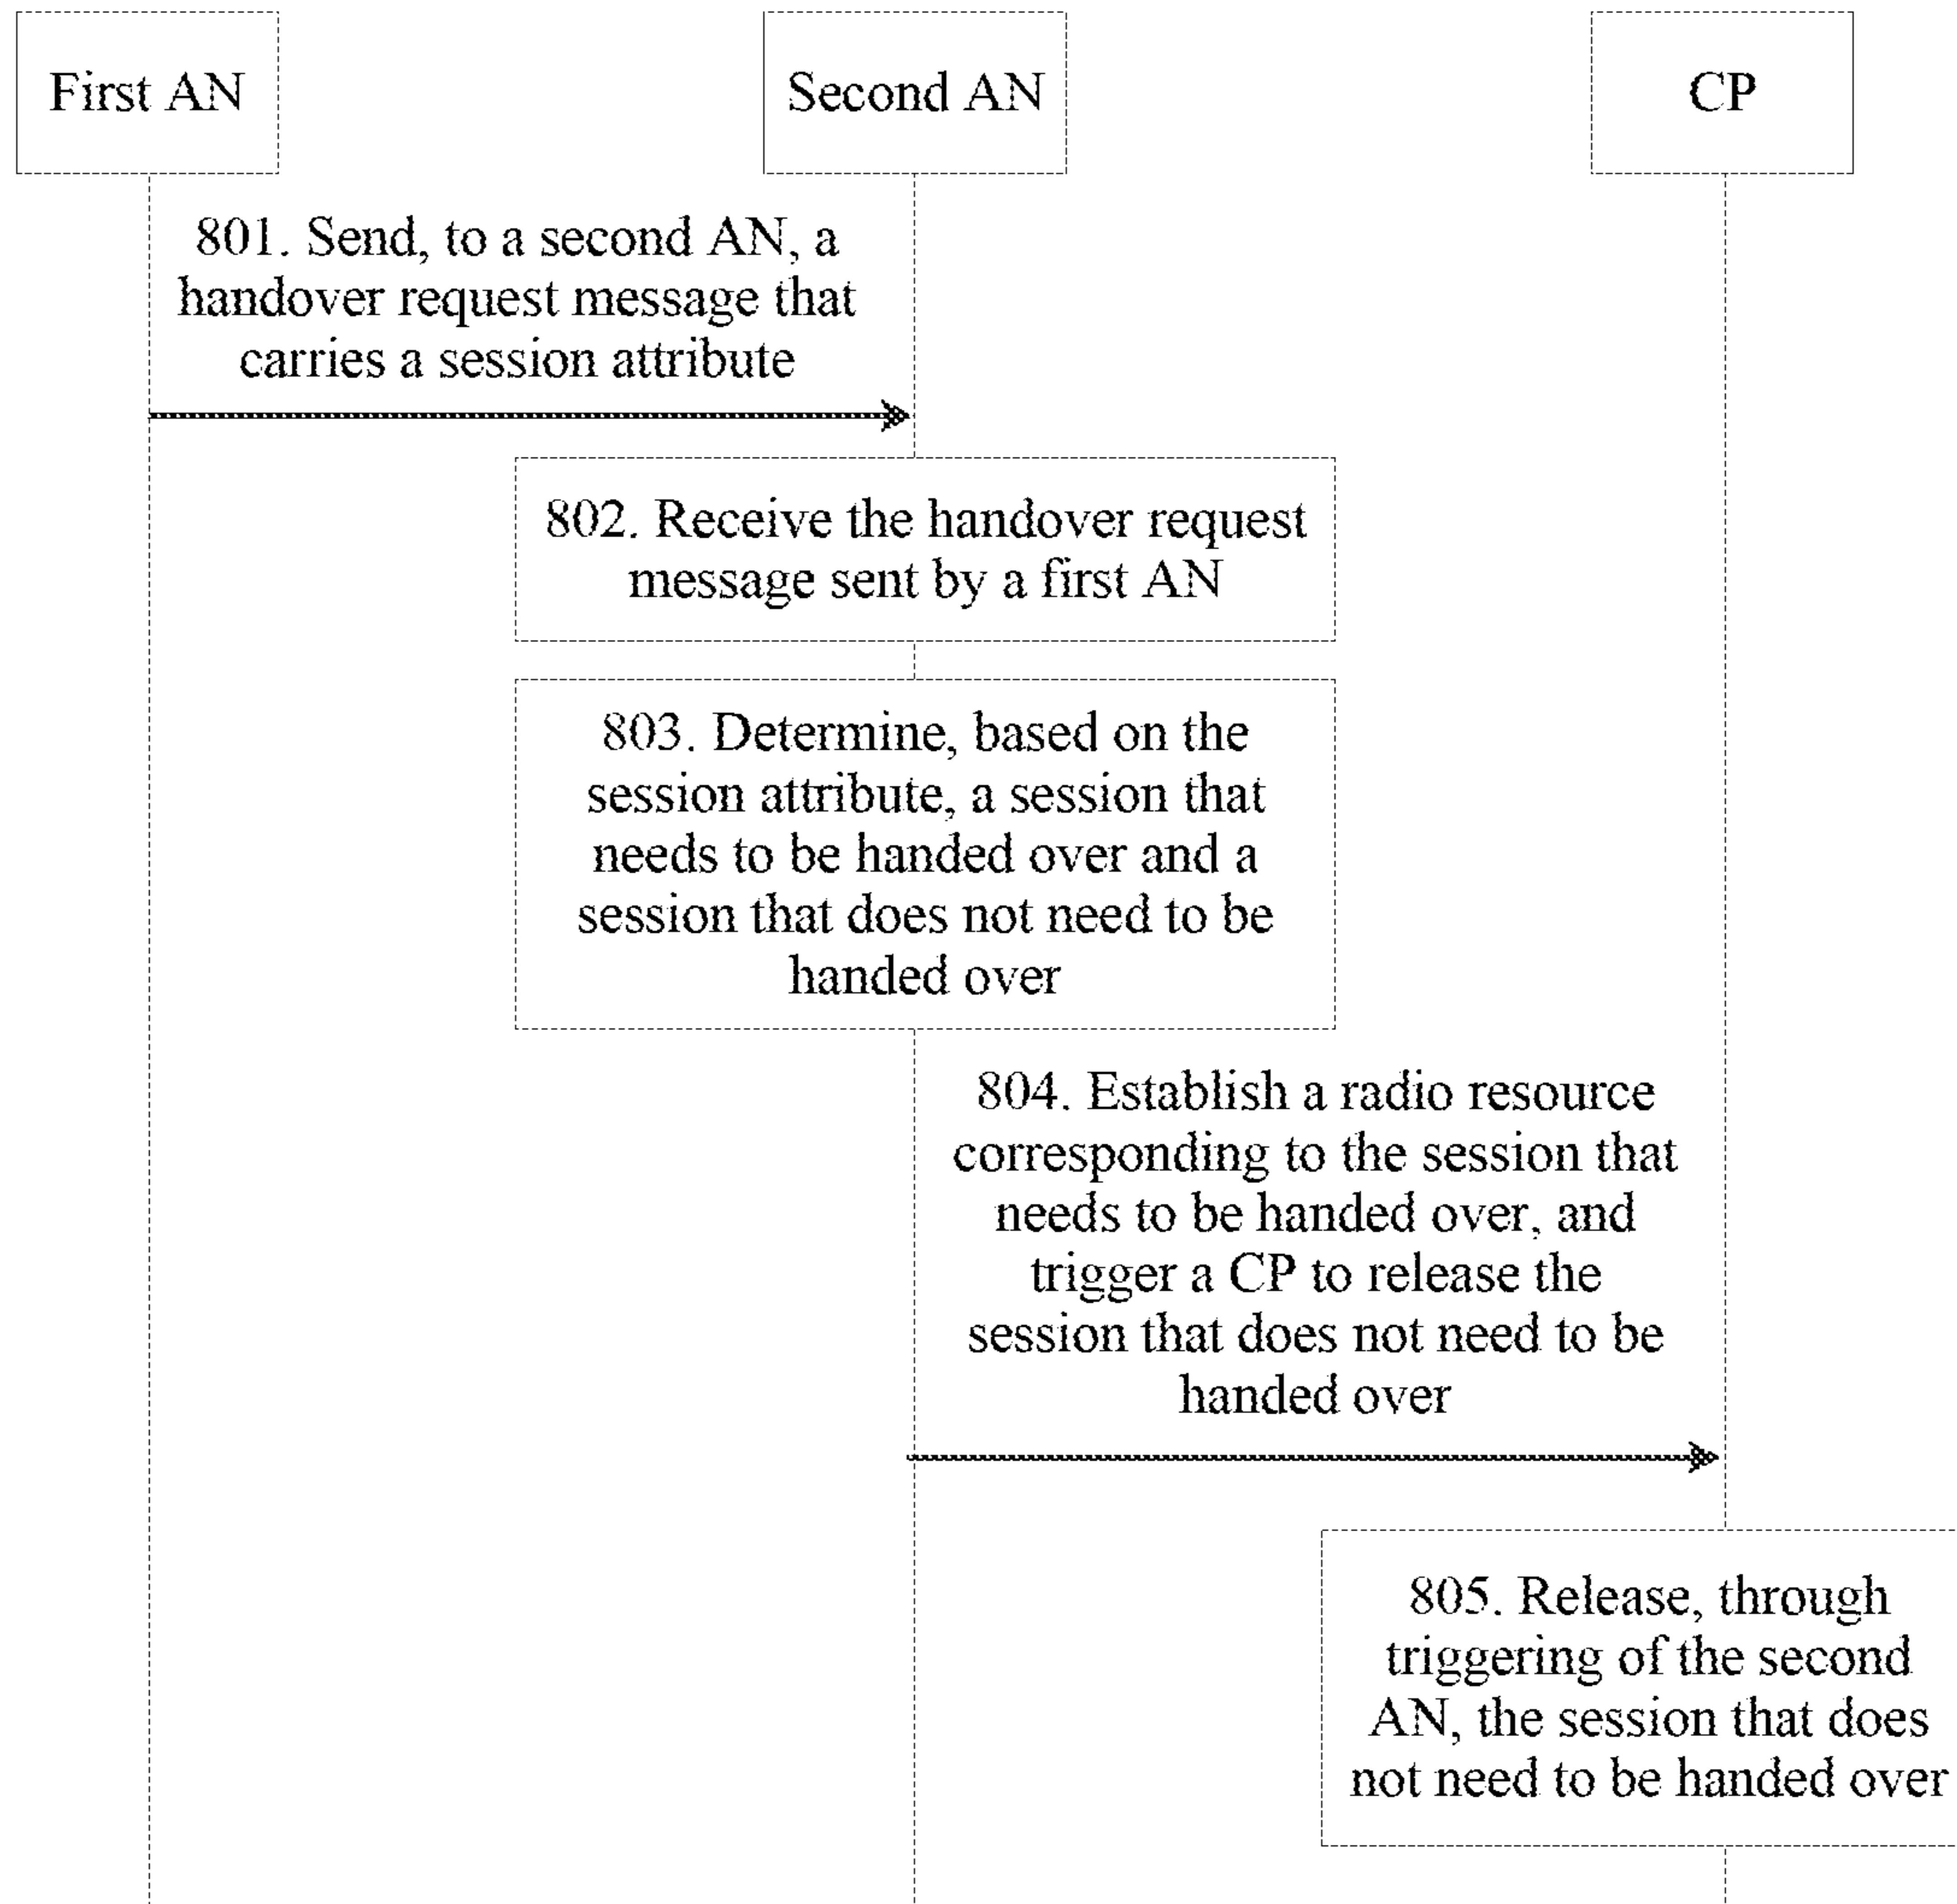 First AN
Second AN
CP
801. Send, to a second AN, a
handover request message that
carries a session attribute
802. Receive the handover request
message sent by a first AN
803. Determine, based on the
session attribute, a session that
needs to be handed over and a
session that does not need to be
handed over
804. Establish a radio resource
corresponding to the session that
needs to be handed over, and
trigger a CP to release the
session that does not need to be
handed over
805. Release, through
triggering of the second
AN, the session that does
not need to be handed over